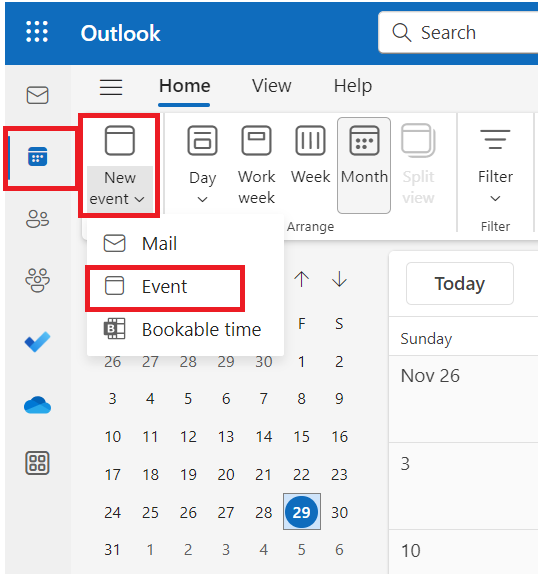 Outlook
Search
Home View Help
New event
Day
Work week
Week
Month
Split view
Filter
Arrange
Filter
Mail
Event
Bookable time
F S
26 27 28 29 30 1 2
3 4 5 6 7 8 9
10 11 12 13 14 15 16
17 18 19 20 21 22 23
24 25 26 27 28 29 30
31 1 2 3 4 5 6
Today
Sunday
Nov 26
3
10